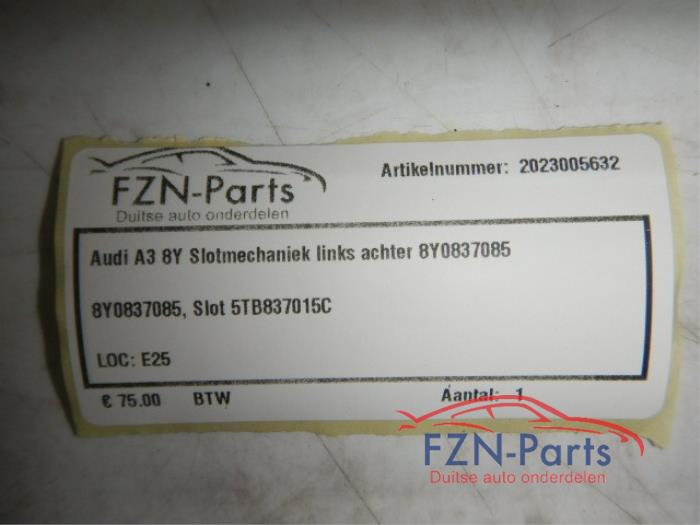 FZN-Parts
Duitse auto onderdelen
Artikelnummer: 2023005632
Audi A3 8Y Slotmechaniek links achter 8Y0837085
8Y0837085, Slot 5TB837015C
LOC: E25
€ 75.00 BTW Aantal: 1
FZN-Parts
Duitse auto onderdelen